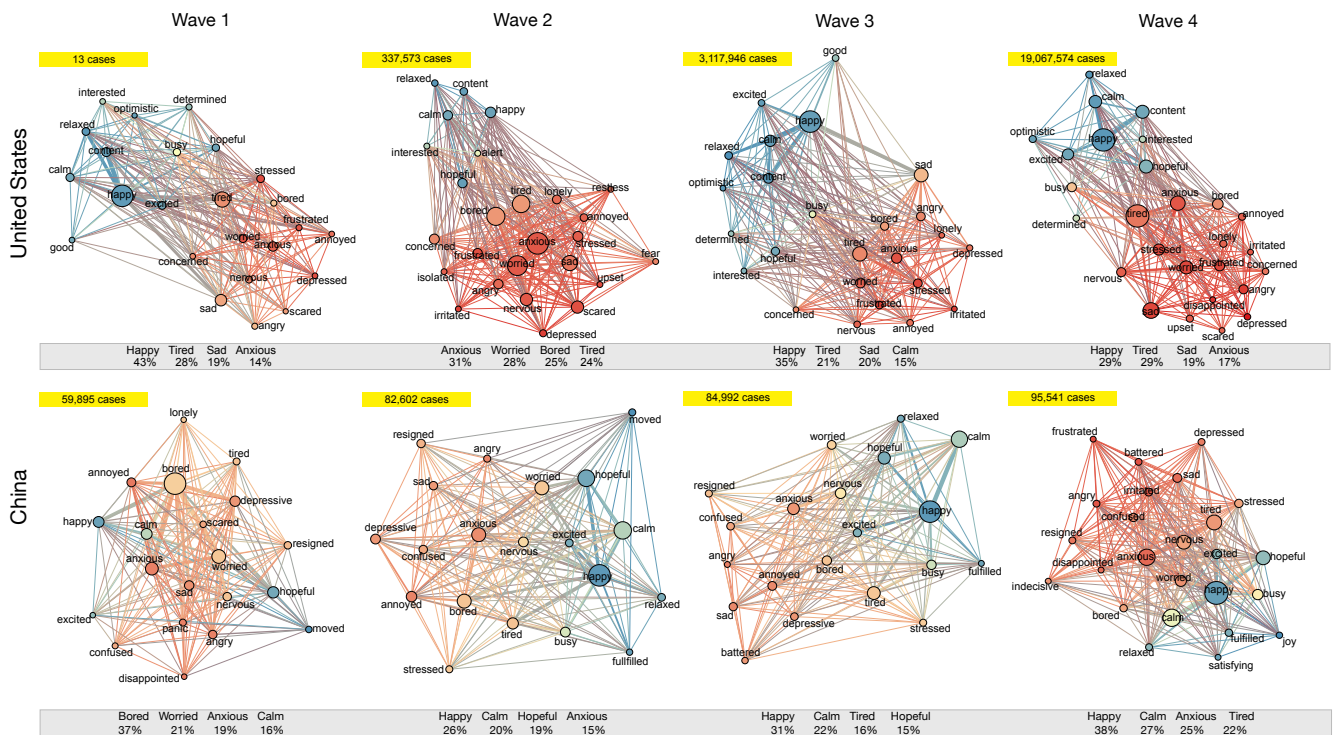 Wave 1
Wave 2
Wave 3
Wave 4
United States
13 cases
interested
optimistic
determined
relaxed
busy
hopeful
content
calm
stressed
happy
excited
tired
bored
frustrated
good
worried
anxious
annoyed
concerned
nervous
depressed
sad
scared
angry
Happy Tired Sad Anxious
43% 28% 19% 14%
337,573 cases
relaxed
content
calm
happy
interested
alert
hopeful
tired
lonely
restless
bored
annoyed
concerned
anxious
stressed
frustrated
worried
sad
fear
isolated
angry
upset
nervous
scared
irritated
depressed
Anxious Worried Bored Tired
31% 28% 25% 24%
3,117,946 cases
good
excited
happy
calm
relaxed
content
sad
optimistic
busy
bored
angry
determined
lonely
tired
anxious
depressed
hopeful
interested
worried
stressed
frustrated
concerned
nervous
annoyed
irritated
Happy Tired Sad Calm
35% 21% 20% 15%
19,067,574 cases
relaxed
calm
content
optimistic
happy
interested
excited
hopeful
busy
anxious
bored
determined
tired
annoyed
stressed
lonely
irritated
nervous
worried
frustrated
concerned
angry
sad
disappointed
upset
scared
depressed
Happy Tired Sad Anxious
29% 29% 19% 17%
China
59,895 cases
lonely
bored
tired
annoyed
depressive
happy
calm
scared
resigned
anxious
worried
sad
nervous
hopeful
excited
panic
angry
moved
confused
disappointed
Bored Worried Anxious Calm
37% 21% 19% 16%
82,602 cases
moved
resigned
angry
worried
hopeful
sad
depressive
anxious
excited
calm
confused
nervous
happy
annoyed
bored
relaxed
tired
busy
stressed
fullfilled
Happy Calm Hopeful Anxious
26% 20% 19% 15%
84,992 cases
relaxed
worried
hopeful
calm
resigned
nervous
anxious
happy
confused
excited
angry
bored
busy
fulfilled
annoyed
sad
tired
depressive
stressed
battered
Happy Calm Tired Hopeful
31% 22% 16% 15%
95,541 cases
frustrated
depressed
battered
sad
angry
irritated
stressed
confused
tired
resigned
nervous
anxious
excited
hopeful
disappointed
indecisive
worried
happy
busy
bored
calm
fulfilled
joy
relaxed
satisfying
Happy Calm Anxious Tired
38% 27% 25% 22%